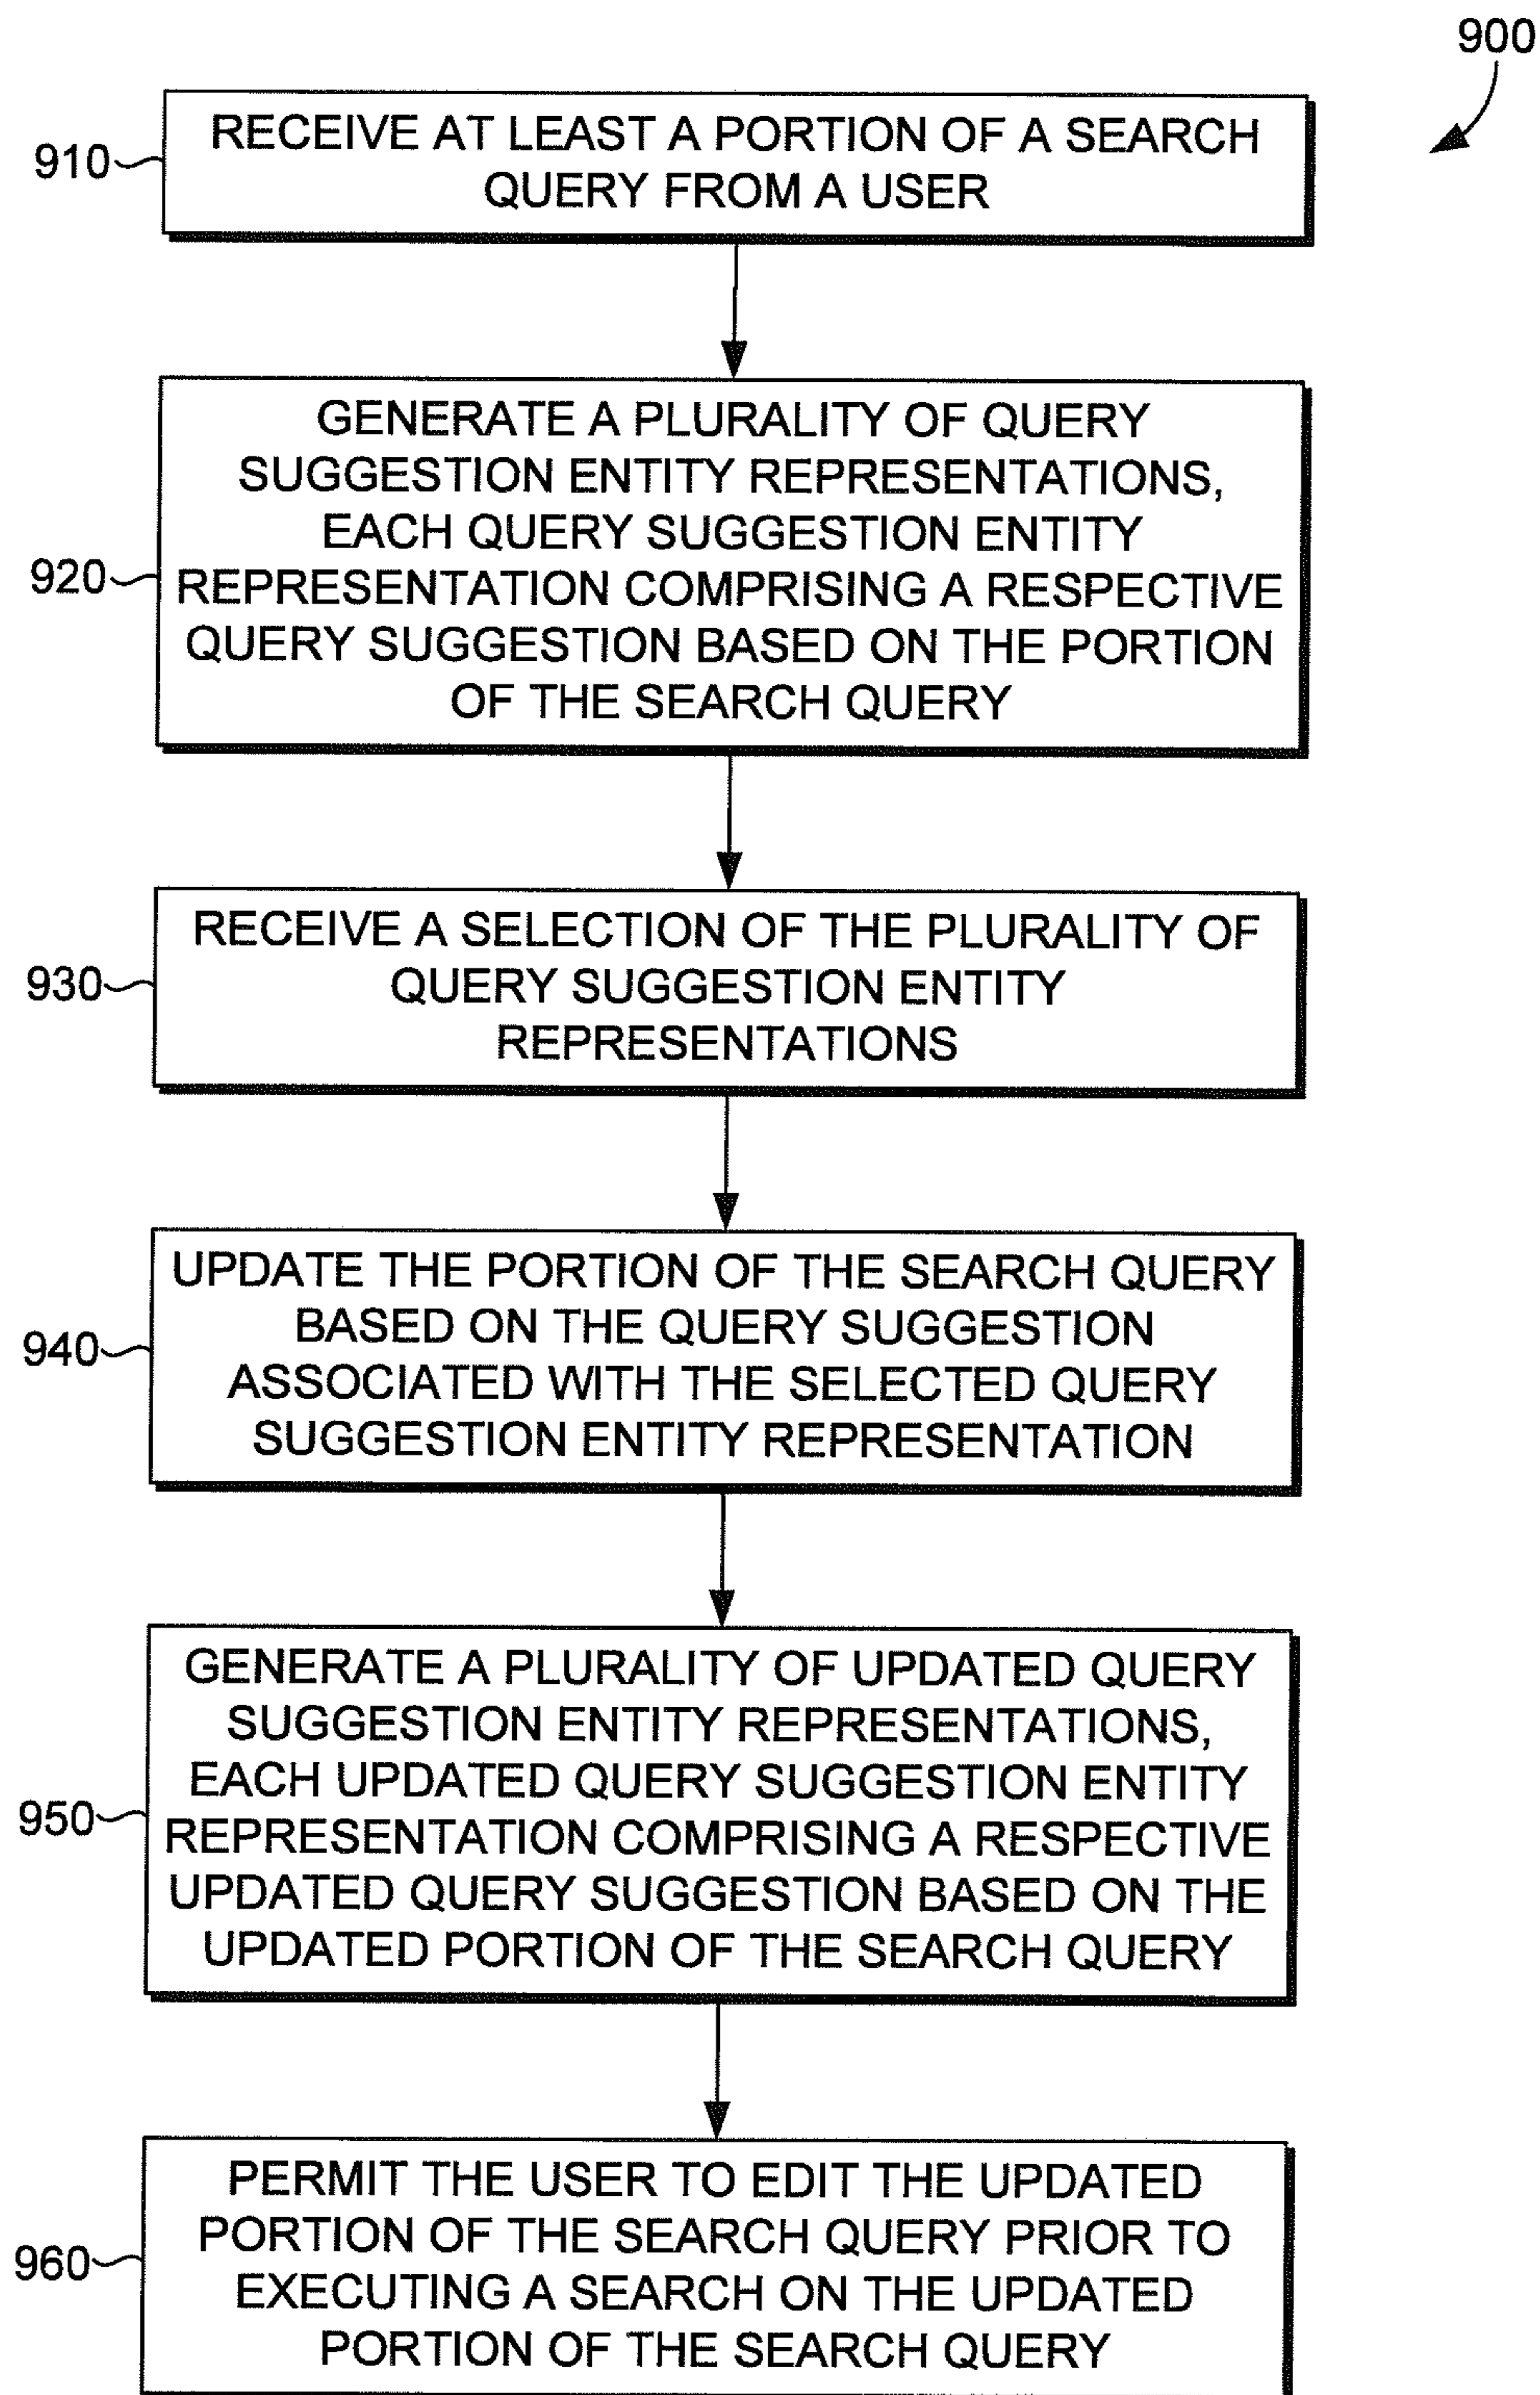 900
910
RECEIVE AT LEAST A PORTION OF A SEARCH
QUERY FROM A USER
920
GENERATE A PLURALITY OF QUERY
SUGGESTION ENTITY REPRESENTATIONS,
EACH QUERY SUGGESTION ENTITY
REPRESENTATION COMPRISING A RESPECTIVE
QUERY SUGGESTION BASED ON THE PORTION
OF THE SEARCH QUERY
930
RECEIVE A SELECTION OF THE PLURALITY OF
QUERY SUGGESTION ENTITY
REPRESENTATIONS
940
UPDATE THE PORTION OF THE SEARCH QUERY
BASED ON THE QUERY SUGGESTION
ASSOCIATED WITH THE SELECTED QUERY
SUGGESTION ENTITY REPRESENTATION
950
GENERATE A PLURALITY OF UPDATED QUERY
SUGGESTION ENTITY REPRESENTATIONS,
EACH UPDATED QUERY SUGGESTION ENTITY
REPRESENTATION COMPRISING A RESPECTIVE
UPDATED QUERY SUGGESTION BASED ON THE
UPDATED PORTION OF THE SEARCH QUERY
960
PERMIT THE USER TO EDIT THE UPDATED
PORTION OF THE SEARCH QUERY PRIOR TO
EXECUTING A SEARCH ON THE UPDATED
PORTION OF THE SEARCH QUERY